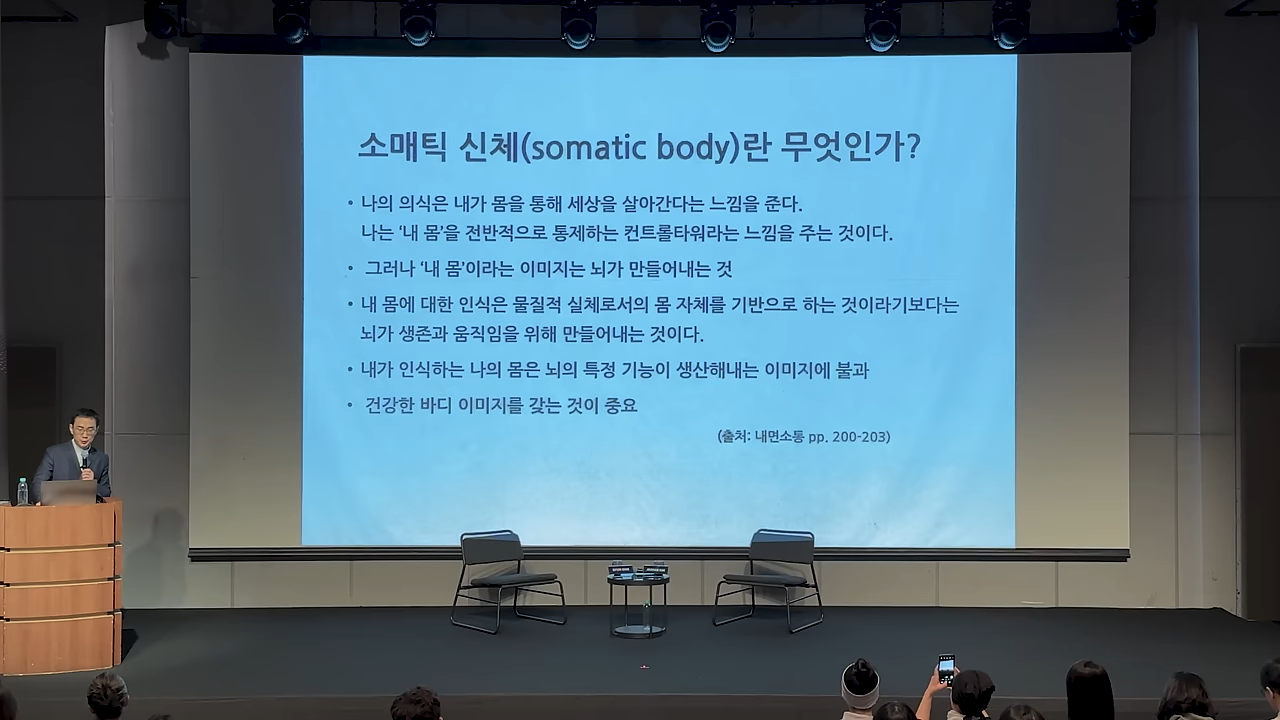 소매틱 신체(somatic body)란 무엇인가?
• 나의 의식은 내가 몸을 통해 세상을 살아간다는 느낌을 준다.
나는 ‘내 몸’을 전반적으로 통제하는 컨트롤타워라는 느낌을 주는 것이다.
• 그러나 ‘내 몸’이라는 이미지는 뇌가 만들어내는 것
• 내 몸에 대한 인식은 물질적 실체로서의 몸 자체를 기반으로 하는 것이라기보다는
뇌가 생존과 움직임을 위해 만들어내는 것이다.
• 내가 인식하는 나의 몸은 뇌의 특정 기능이 생산해내는 이미지에 불과
• 건강한 바디 이미지를 갖는 것이 중요
(출처: 내면소통 pp. 200-203)